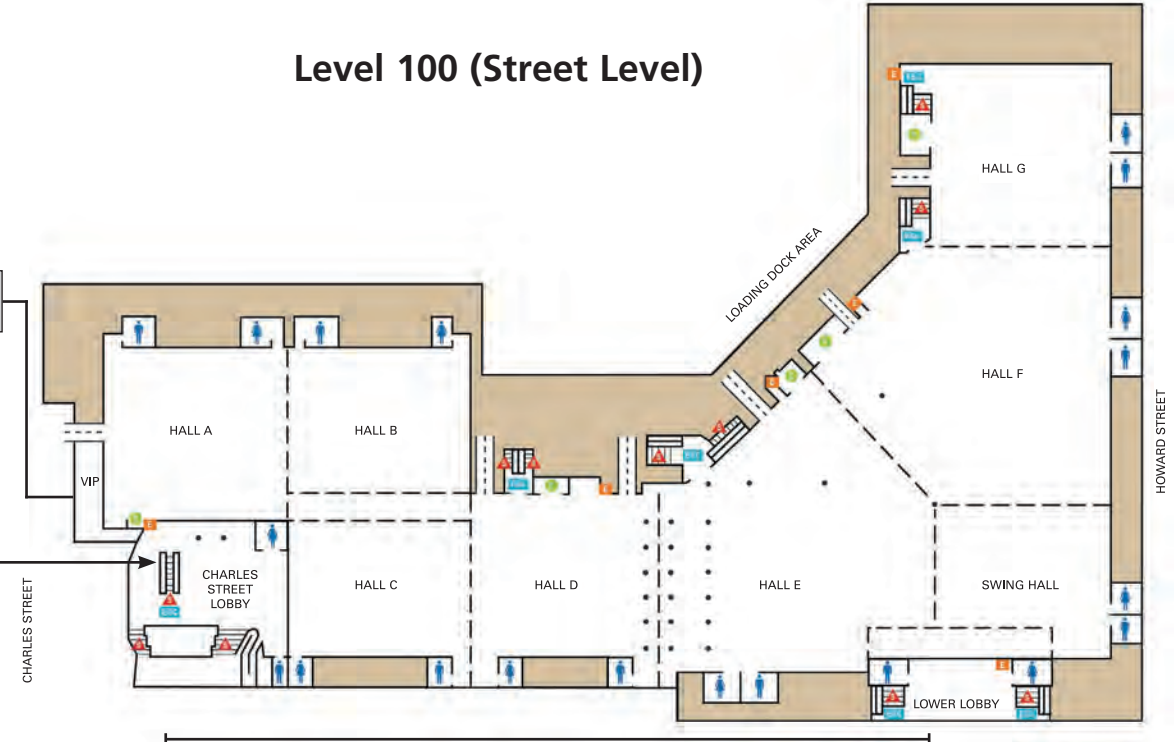 Level 100 (Street Level)
E
HALL G
LOADING DOCK AREA
E
HALL F
HOWARD STREET
E
HALL A
HALL B
VIP
E
E
CHARLES
STREET
LOBBY
HALL C
HALL D
HALL E
SWING HALL
CHARLES STREET
E
LOWER LOBBY